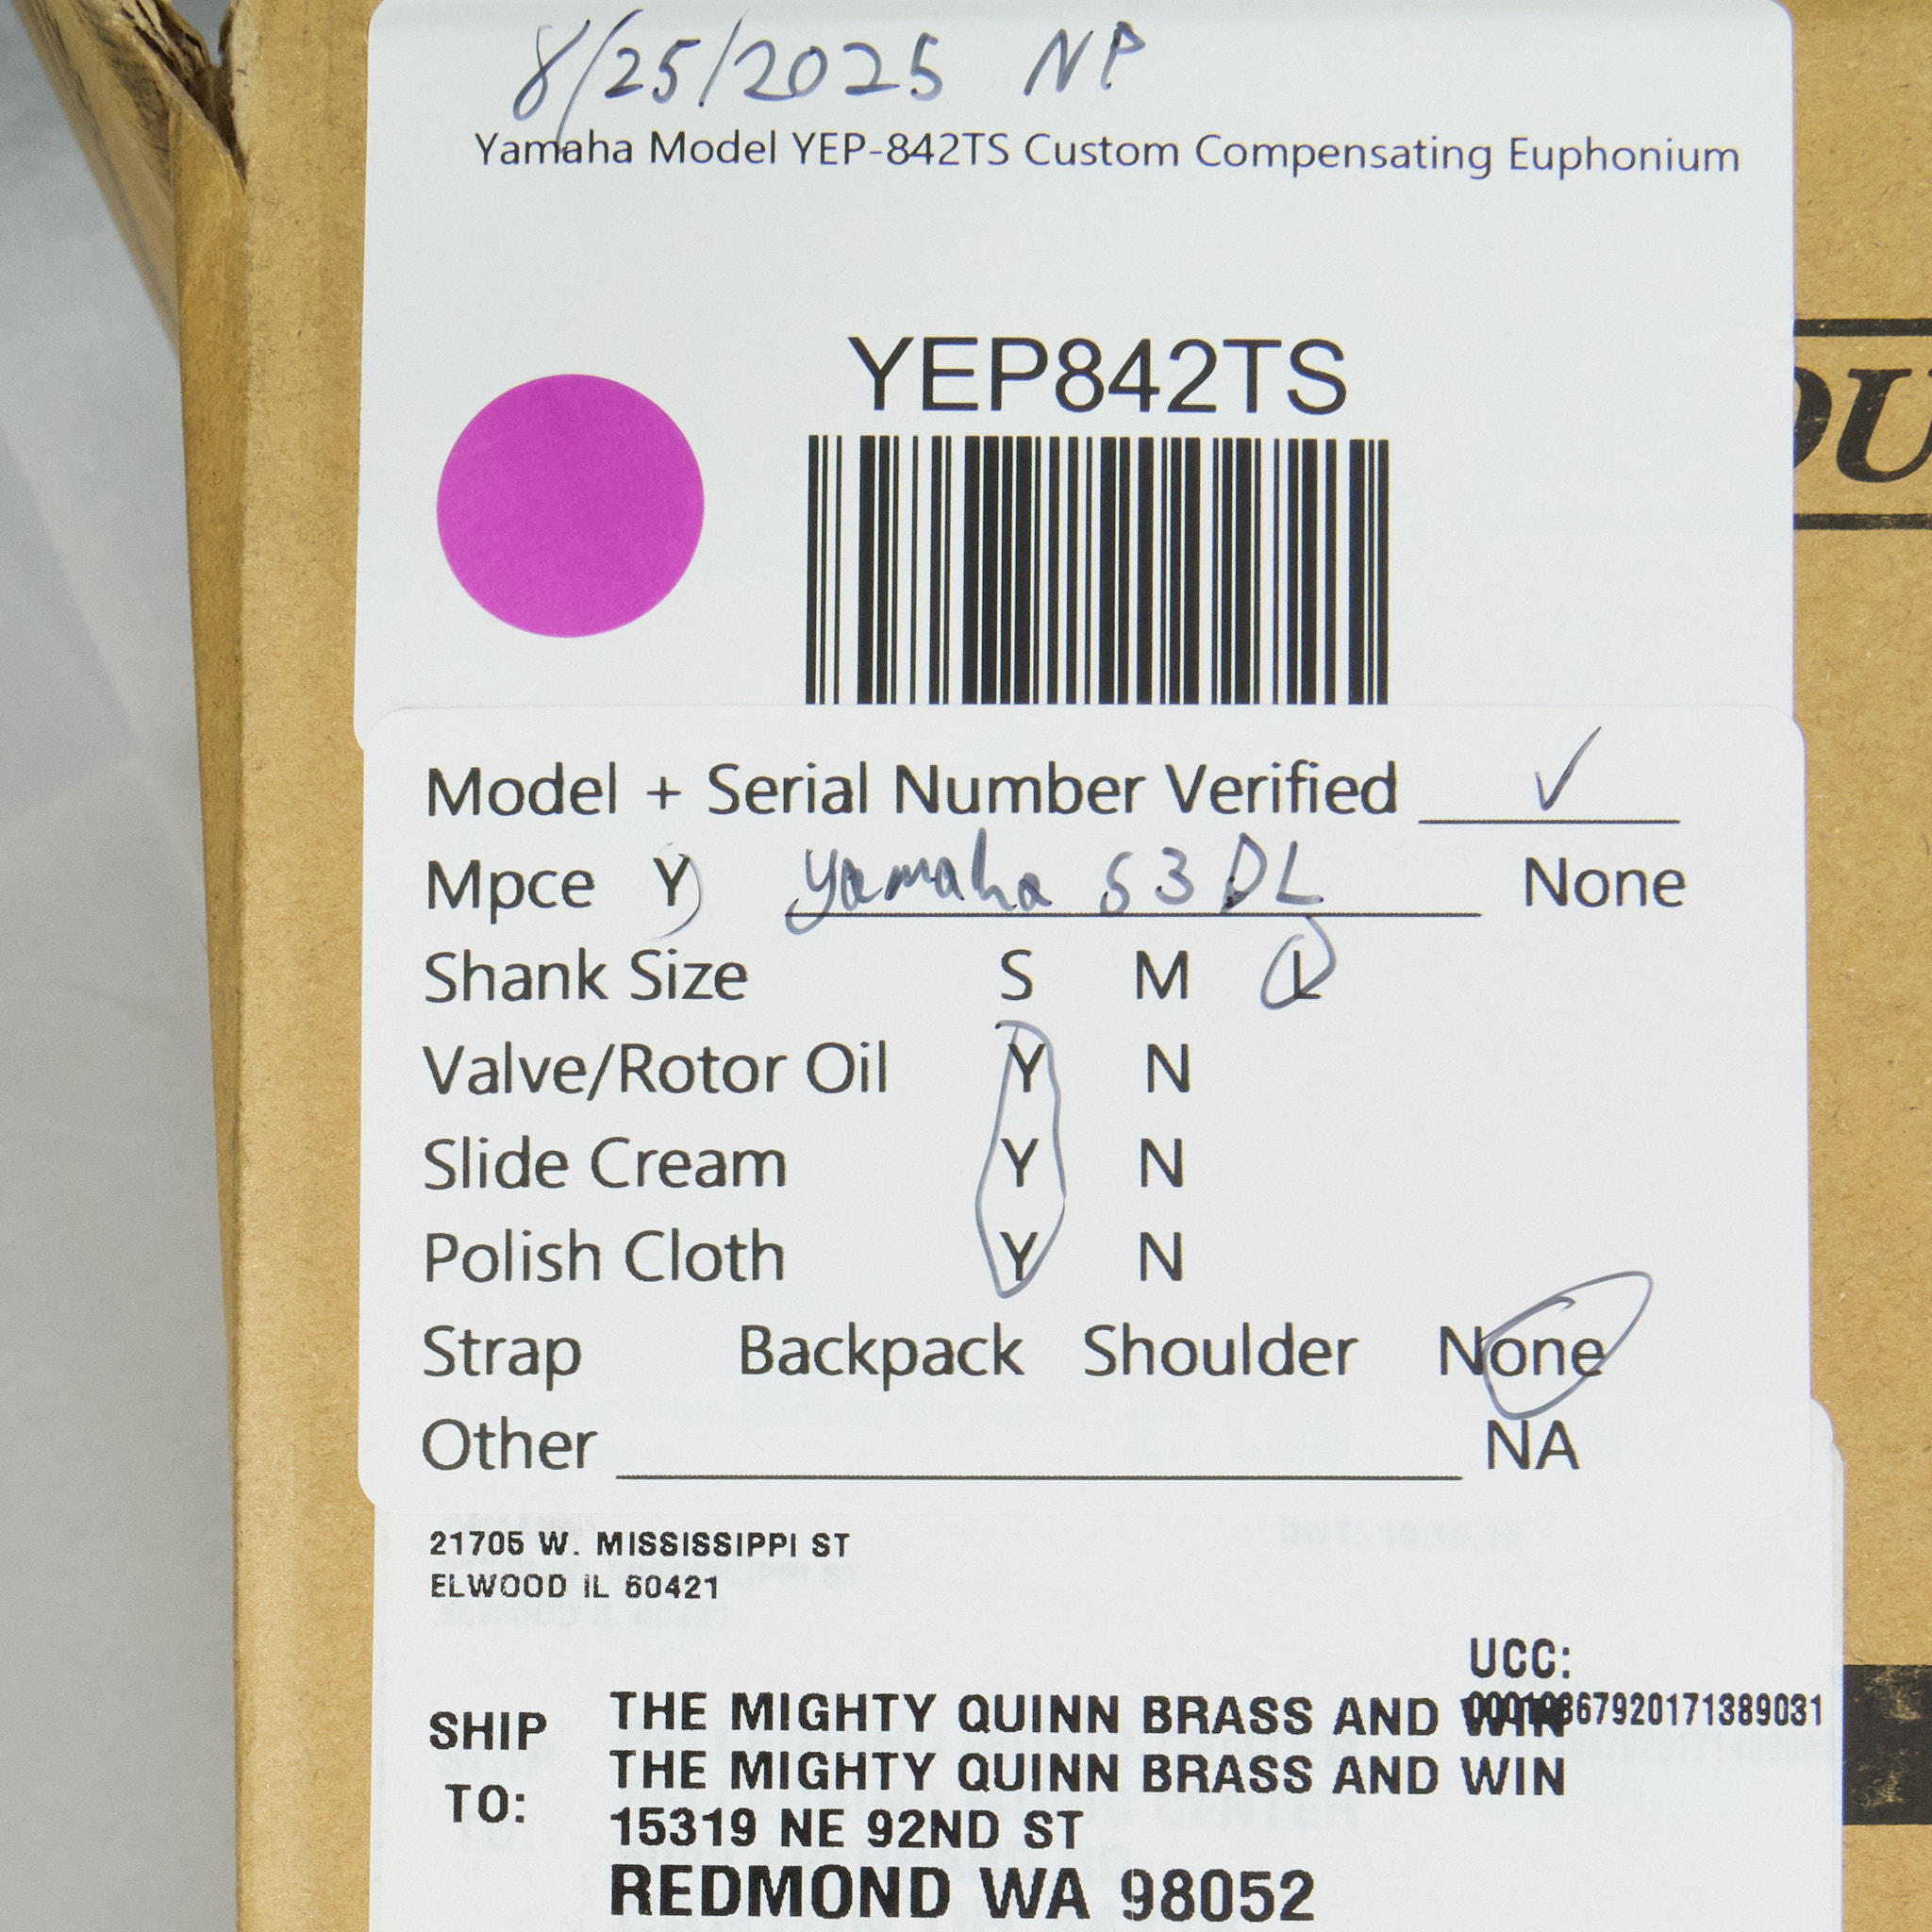 8/25/2025 NP
Yamaha Model YEP-842TS Custom Compensating Euphonium
YEP842TS
OU
Model + Serial Number Verified ✓
Mpce Y Yamaha 53DL None
Shank Size S M L
Valve/Rotor Oil Y N
Slide Cream Y N
Polish Cloth Y N
Strap Backpack Shoulder None
Other NA
21705 W. MISSISSIPPI ST
ELWOOD IL 60421
UCC:
SHIP TO:
THE MIGHTY QUINN BRASS AND WIN
THE MIGHTY QUINN BRASS AND WIN
15319 NE 92ND ST
REDMOND WA 98052